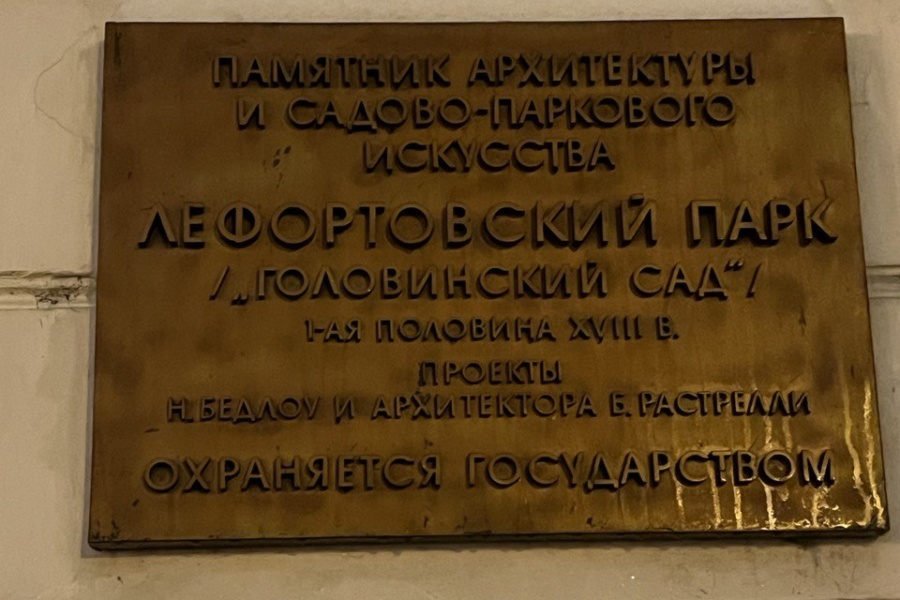 ПАМЯТНИК АРХИТЕКТУРЫ
И САДОВО-ПАРКОВОГО
ИСКУССТВА
ЛЕФОРТОВСКИЙ ПАРК
/„ГОЛОВИНСКИЙ САД“/
1-АЯ ПОЛОВИНА XVIII В.
ПРОЕКТЫ
Н. БЕДЛОУ И АРХИТЕКТОРА Б. РАСТРЕЛЛИ
ОХРАНЯЕТСЯ ГОСУДАРСТВОМ